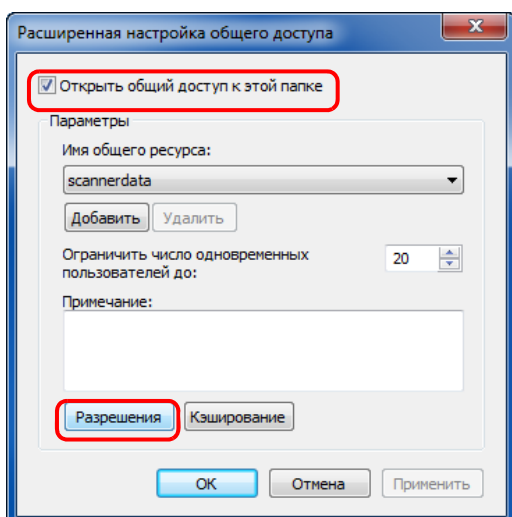 Расширенная настройка общего доступа
Открыть общий доступ к этой папке
Параметры
Имя общего ресурса:
scannerdata
Добавить Удалить
Ограничить число одновременных 20
пользователей до:
Примечание:
Разрешения Кэширование
ОК Отмена Применить